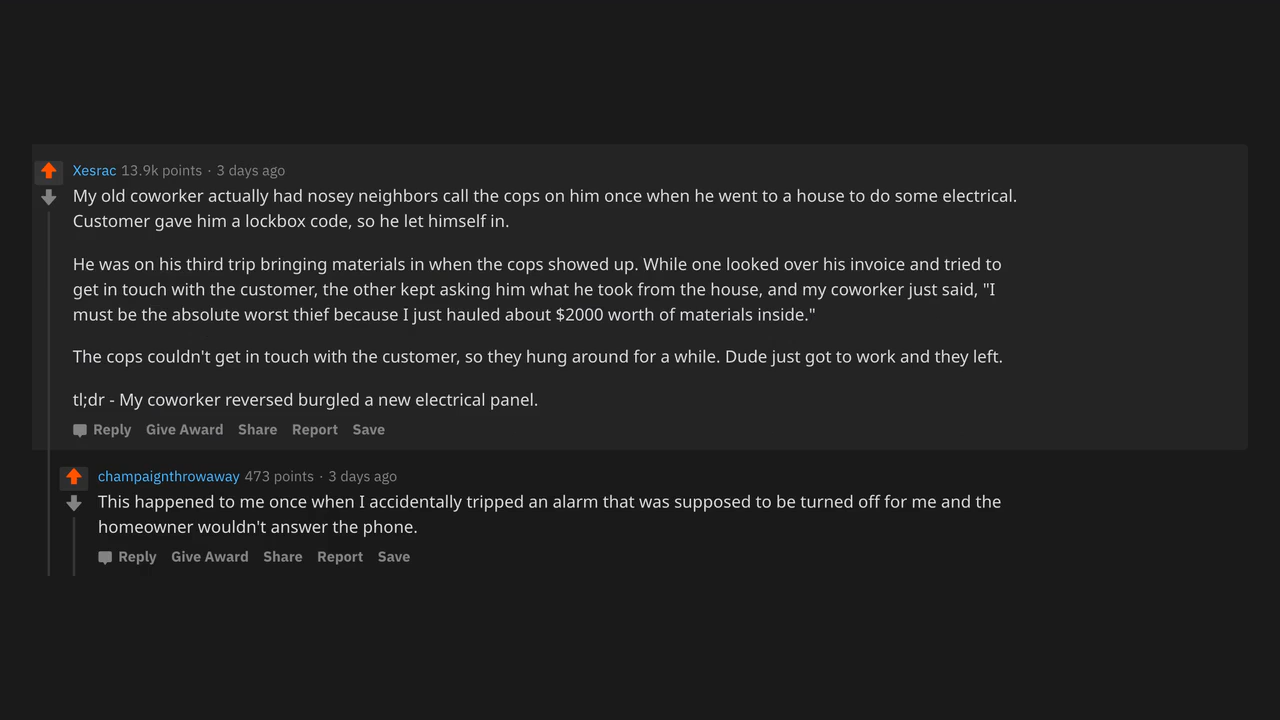 Xesrac 13.9k points · 3 days ago
My old coworker actually had nosey neighbors call the cops on him once when he went to a house to do some electrical.
Customer gave him a lockbox code, so he let himself in.
He was on his third trip bringing materials in when the cops showed up. While one looked over his invoice and tried to
get in touch with the customer, the other kept asking him what he took from the house, and my coworker just said, "I
must be the absolute worst thief because I just hauled about $2000 worth of materials inside."
The cops couldn't get in touch with the customer, so they hung around for a while. Dude just got to work and they left.
tl;dr - My coworker reversed burgled a new electrical panel.
Reply Give Award Share Report Save
champaignthrowaway 473 points · 3 days ago
This happened to me once when I accidentally tripped an alarm that was supposed to be turned off for me and the
homeowner wouldn't answer the phone.
Reply Give Award Share Report Save